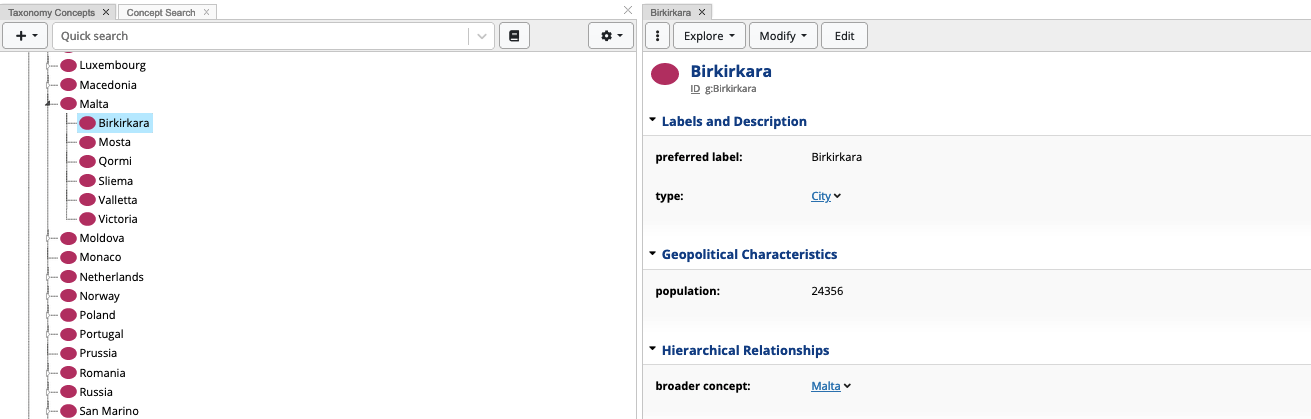 Taxonomy Concepts
Concept Search
Quick search
Luxembourg
Macedonia
Malta
Birkirkara
Mosta
Qormi
Sliema
Valletta
Victoria
Moldova
Monaco
Netherlands
Norway
Poland
Portugal
Prussia
Romania
Russia
San Marino
Birkirkara
Explore
Modify
Edit
Birkirkara
ID g:Birkirkara
Labels and Description
preferred label: Birkirkara
type: City
Geopolitical Characteristics
population: 24356
Hierarchical Relationships
broader concept: Malta